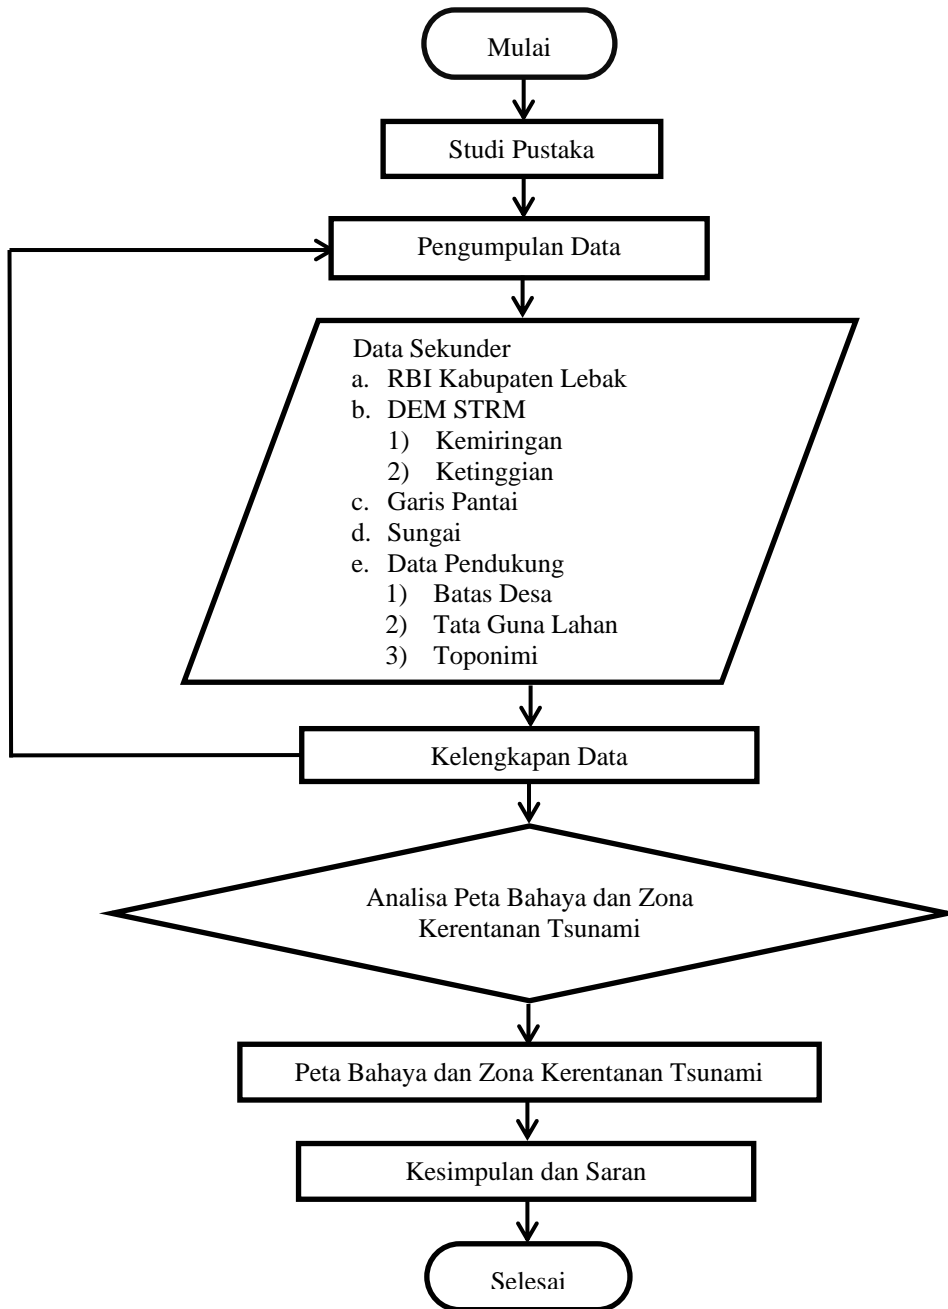 Mulai
Studi Pustaka
Pengumpulan Data
Data Sekunder
a. RBI Kabupaten Lebak
b. DEM STRM
1) Kemiringan
2) Ketinggian
c. Garis Pantai
d. Sungai
e. Data Pendukung
1) Batas Desa
2) Tata Guna Lahan
3) Toponimi
Kelengkapan Data
Analisa Peta Bahaya dan Zona
Kerentanan Tsunami
Peta Bahaya dan Zona Kerentanan Tsunami
Kesimpulan dan Saran
Selesai